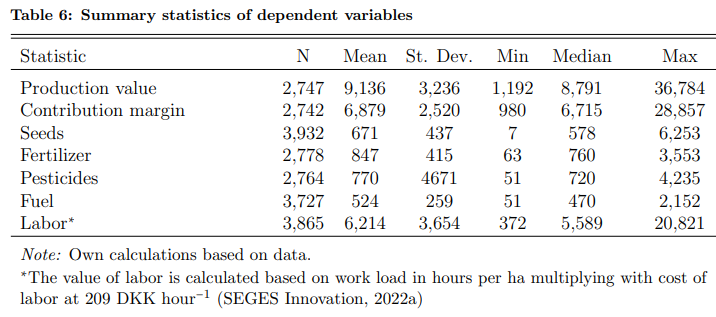 Table 6: Summary statistics of dependent variables
Statistic N Mean St. Dev. Min Median Max
Production value 2,747 9,136 3,236 1,192 8,791 36,784
Contribution margin 2,742 6,879 2,520 980 6,715 28,857
Seeds 3,932 671 437 7 578 6,253
Fertilizer 2,778 847 415 63 760 3,553
Pesticides 2,764 770 4671 51 720 4,235
Fuel 3,727 524 259 51 470 2,152
Labor* 3,865 6,214 3,654 372 5,589 20,821
Note: Own calculations based on data.
*The value of labor is calculated based on work load in hours per ha multiplying with cost of
labor at 209 DKK hour⁻¹ (SEGES Innovation, 2022a)